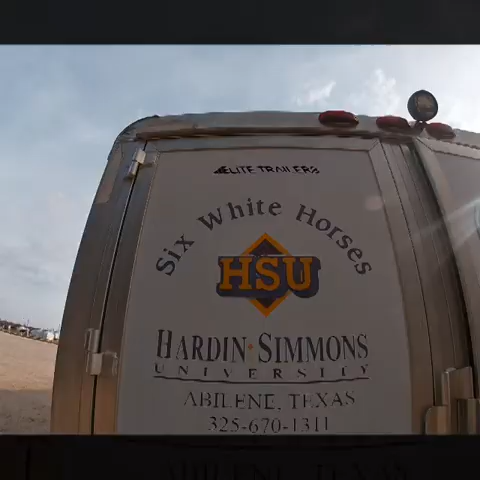 ELITE TRAILERS
Six White Horses
HSU
HARDIN-SIMMONS
UNIVERSITY
ABILENE, TEXAS
325-670-1311